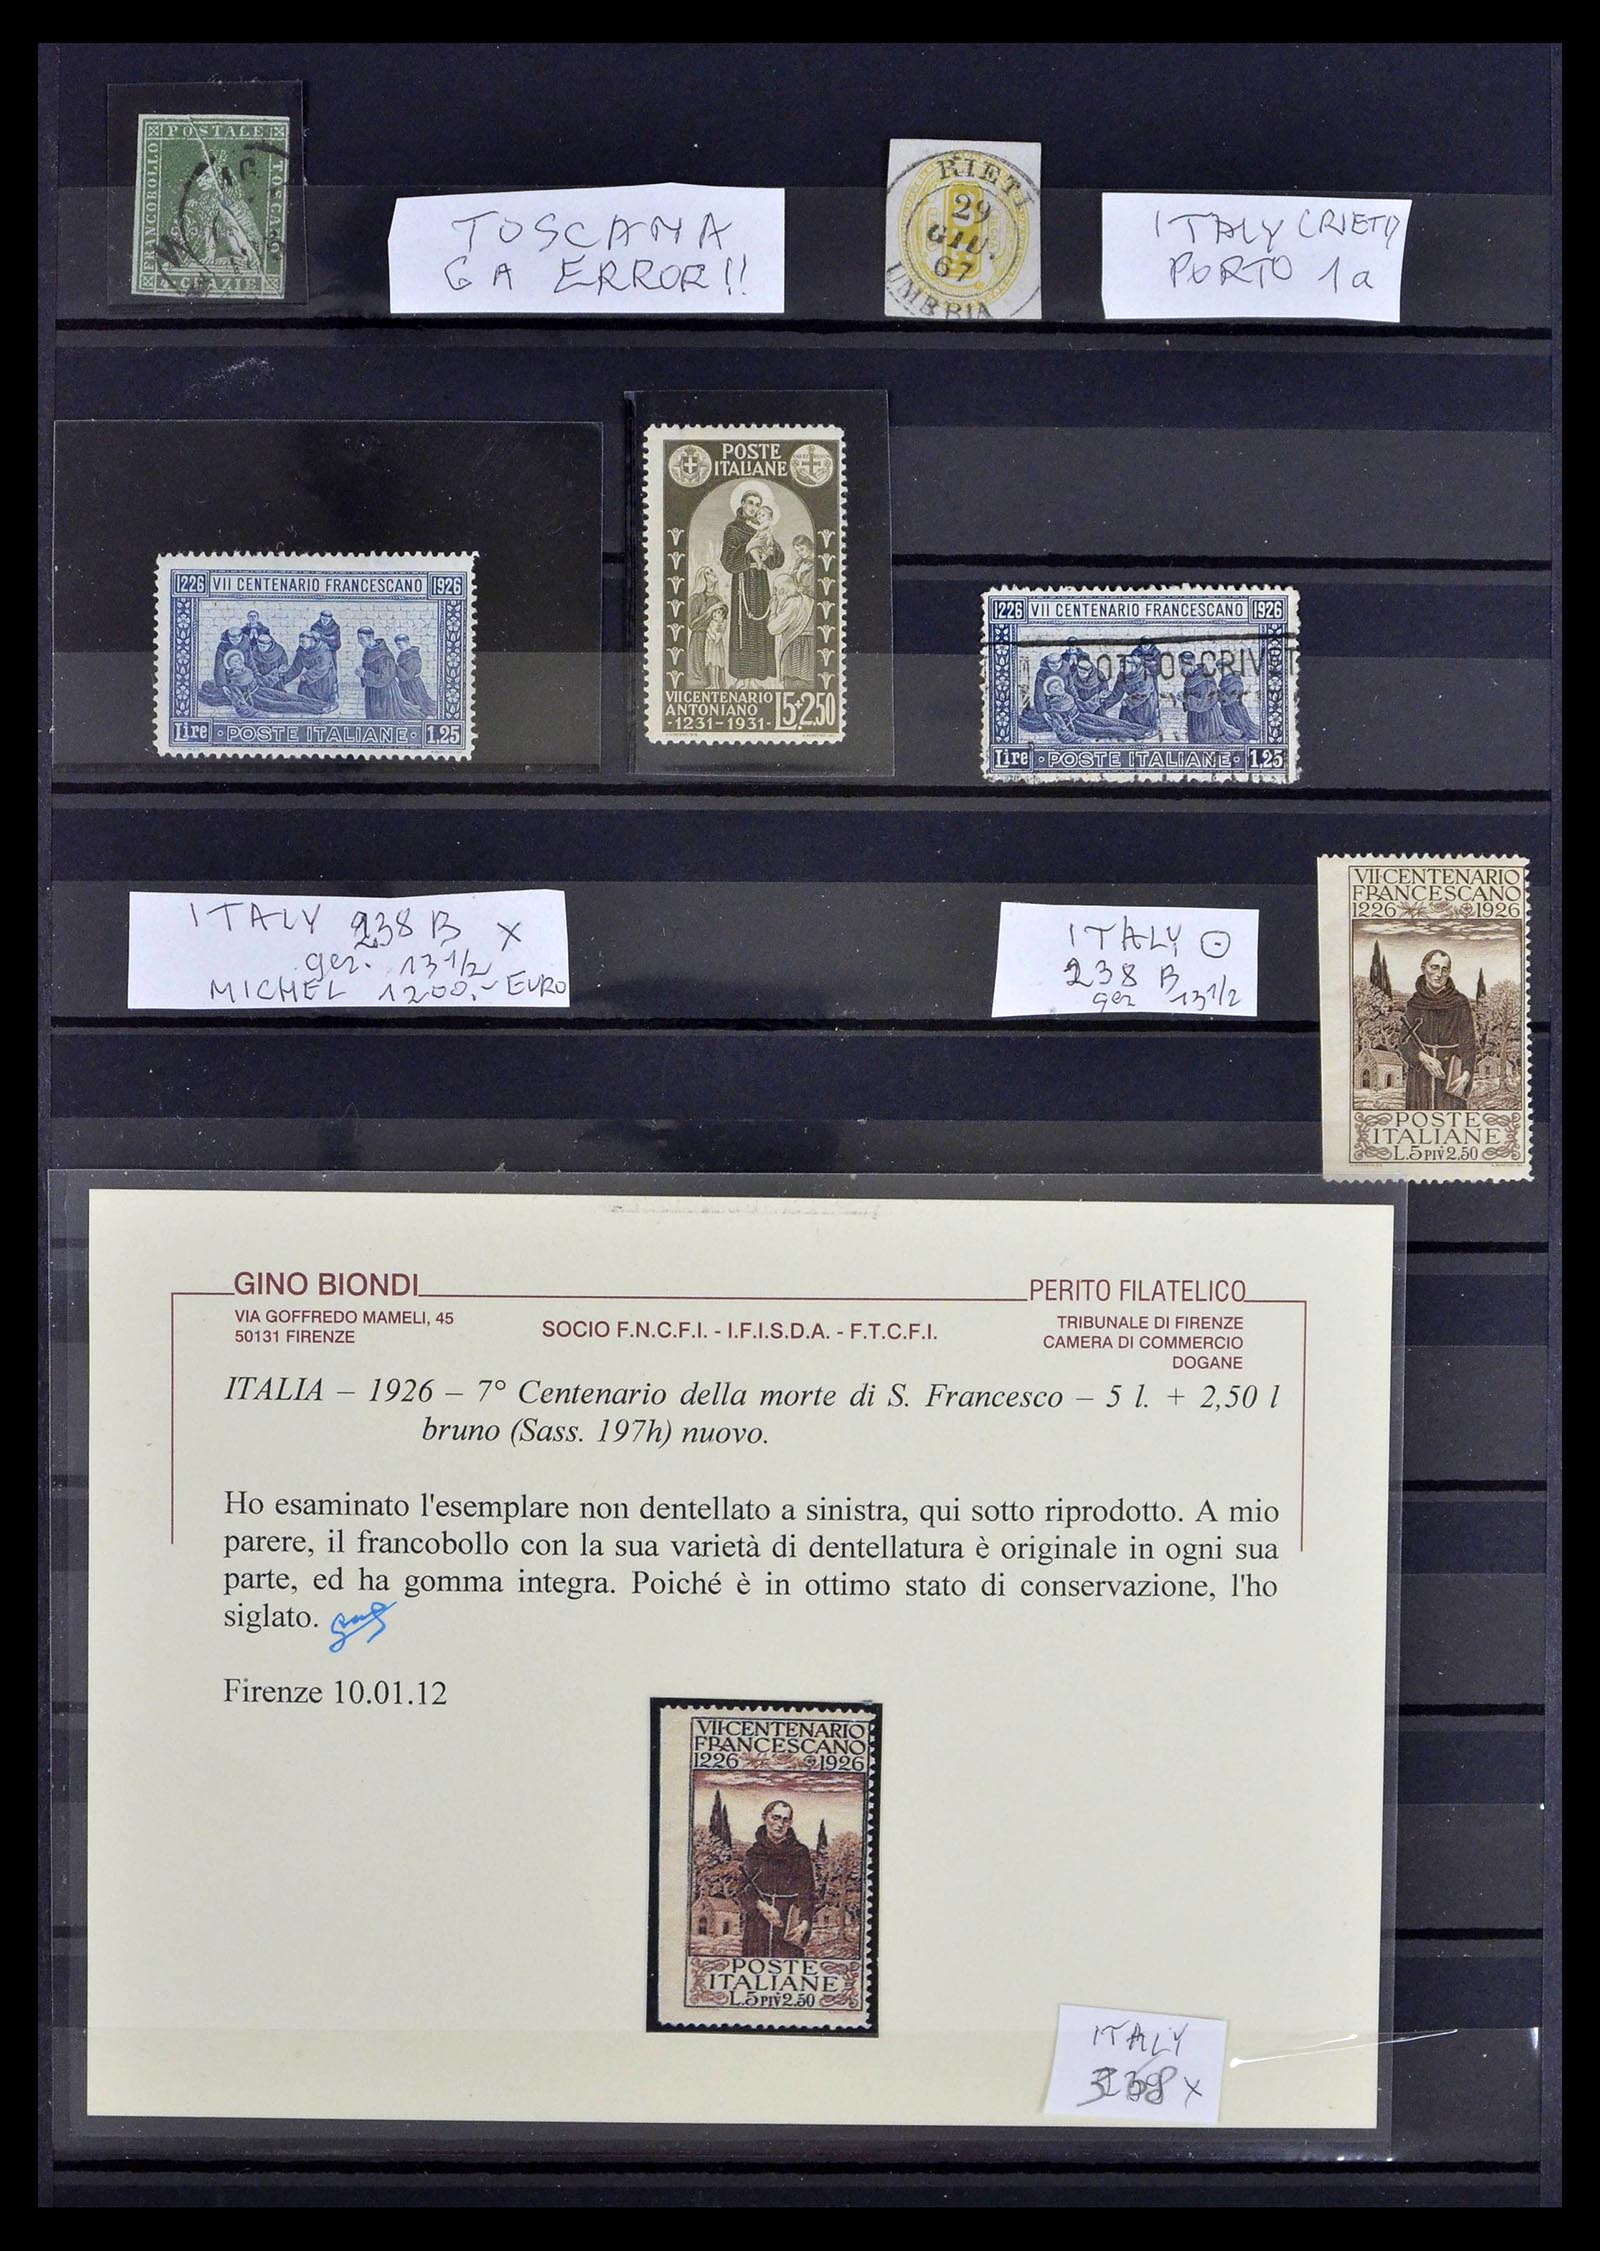 POSTALE
FRANCOBOLLO
TOSCANO
4 CRAZIE
TOSCANA
GA ERROR!!
RIETI
29
GIU.
67
UMBRIA
ITALY (RIETI)
PORTO 1a
1226 VII CENTENARIO FRANCESCANO 1926
Lire · POSTE ITALIANE · 1,25
POSTE
ITALIANE
VII CENTENARIO
ANTONIANO
·1231-1931·
L5+2.50
1226 VII CENTENARIO FRANCESCANO 1926
SOTTOSCRIVET
Lire · POSTE ITALIANE · 1,25
ITALY 238 B x
gez. 13 1/2
MICHEL 1200.- EURO
ITALY ⊙
238 B
gez 13 1/2
VII·CENTENARIO
FRANCESCANO
1226 1926
POSTE
ITALIANE
L.5 PIV 2.50
GINO BIONDI
VIA GOFFREDO MAMELI, 45
50131 FIRENZE
SOCIO F.N.C.F.I. - I.F.I.S.D.A. - F.T.C.F.I.
PERITO FILATELICO
TRIBUNALE DI FIRENZE
CAMERA DI COMMERCIO
DOGANE
ITALIA – 1926 – 7° Centenario della morte di S. Francesco – 5 l. + 2,50 l
bruno (Sass. 197h) nuovo.
Ho esaminato l'esemplare non dentellato a sinistra, qui sotto riprodotto. A mio
parere, il francobollo con la sua varietà di dentellatura è originale in ogni sua
parte, ed ha gomma integra. Poiché è in ottimo stato di conservazione, l'ho
siglato.
Firenze 10.01.12
VII·CENTENARIO
FRANCESCANO
1226 1926
POSTE
ITALIANE
L.5 PIV 2.50
ITALY